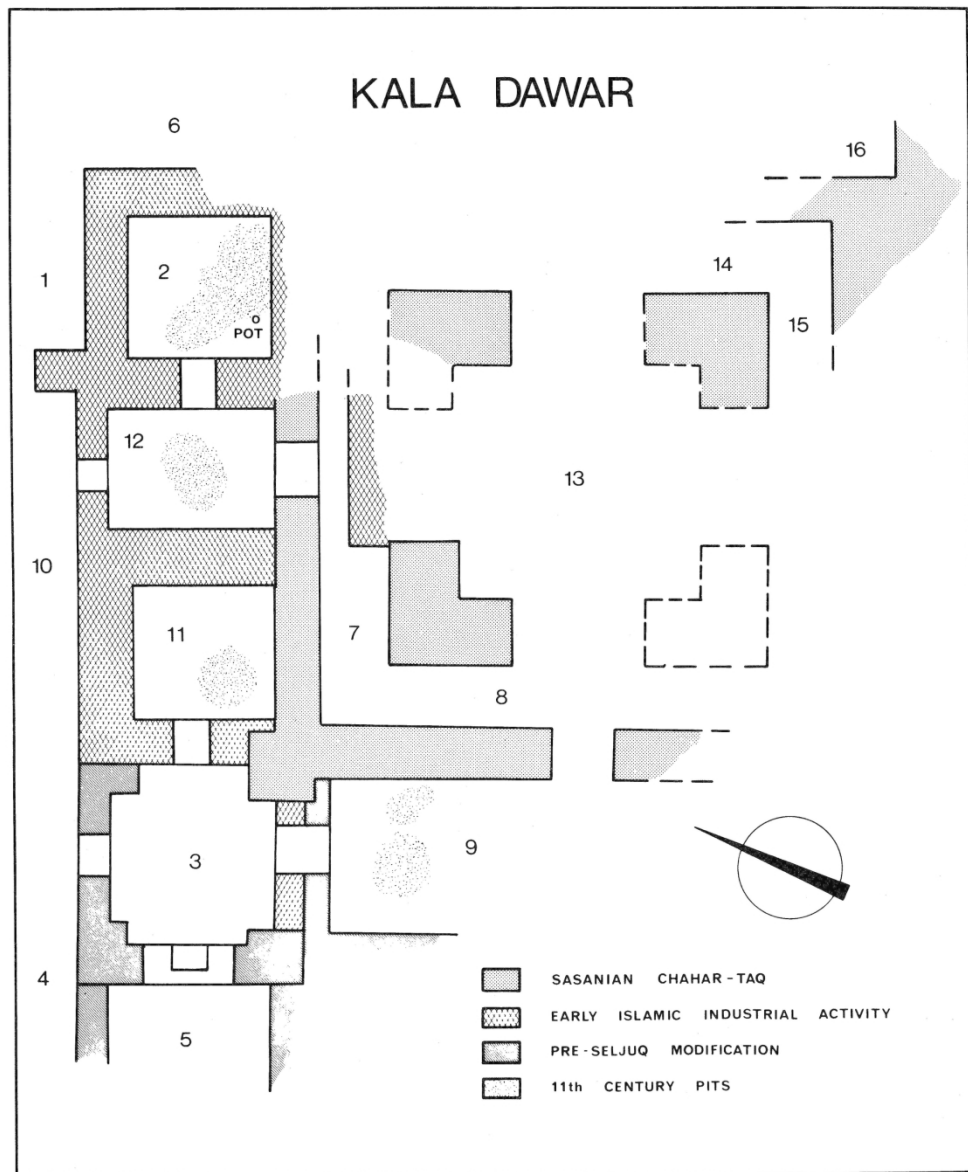 KALA DAWAR
6
16
1
2
14
POT
15
12
13
10
11
7
8
3
9
4
5
SASANIAN CHAHAR-TAQ
EARLY ISLAMIC INDUSTRIAL ACTIVITY
PRE-SELJUQ MODIFICATION
11th CENTURY PITS